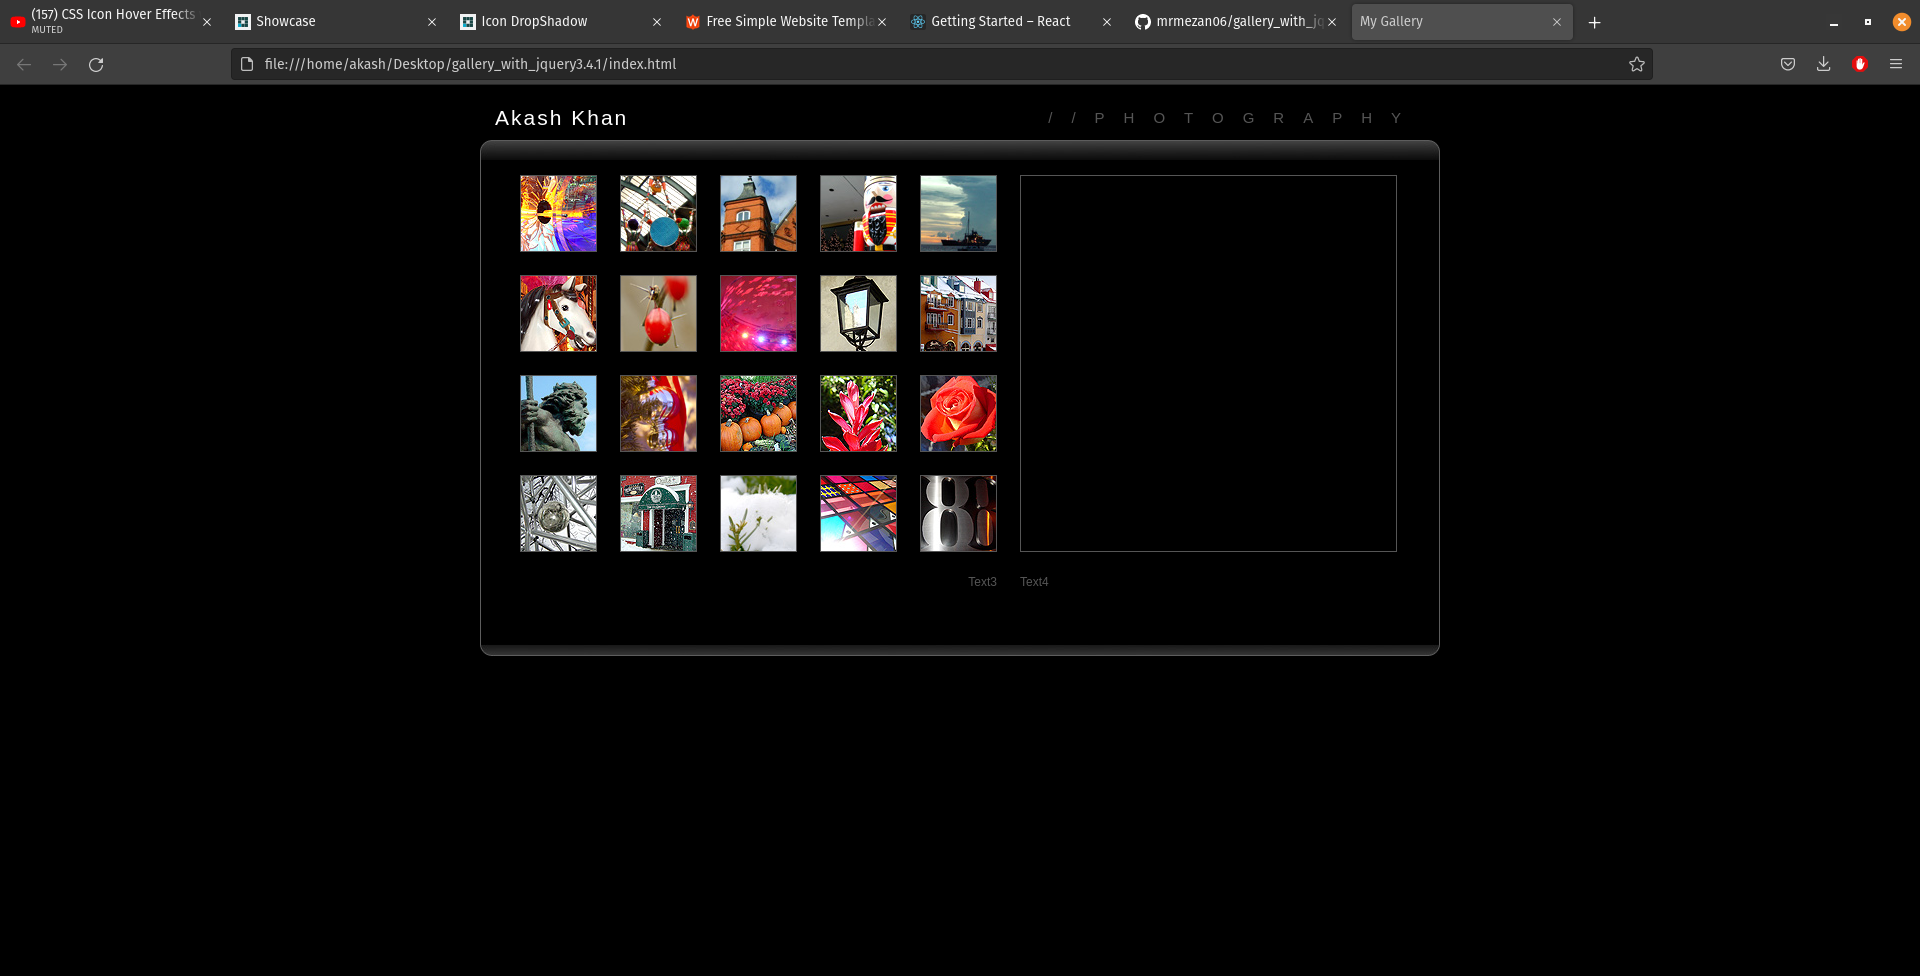 (157) CSS Icon Hover Effects
MUTED
Showcase
Icon DropShadow
Free Simple Website Templa
Getting Started – React
mrmezan06/gallery_with_jq
My Gallery
file:///home/akash/Desktop/gallery_with_jquery3.4.1/index.html
Akash Khan
//PHOTOGRAPHY
Text3
Text4